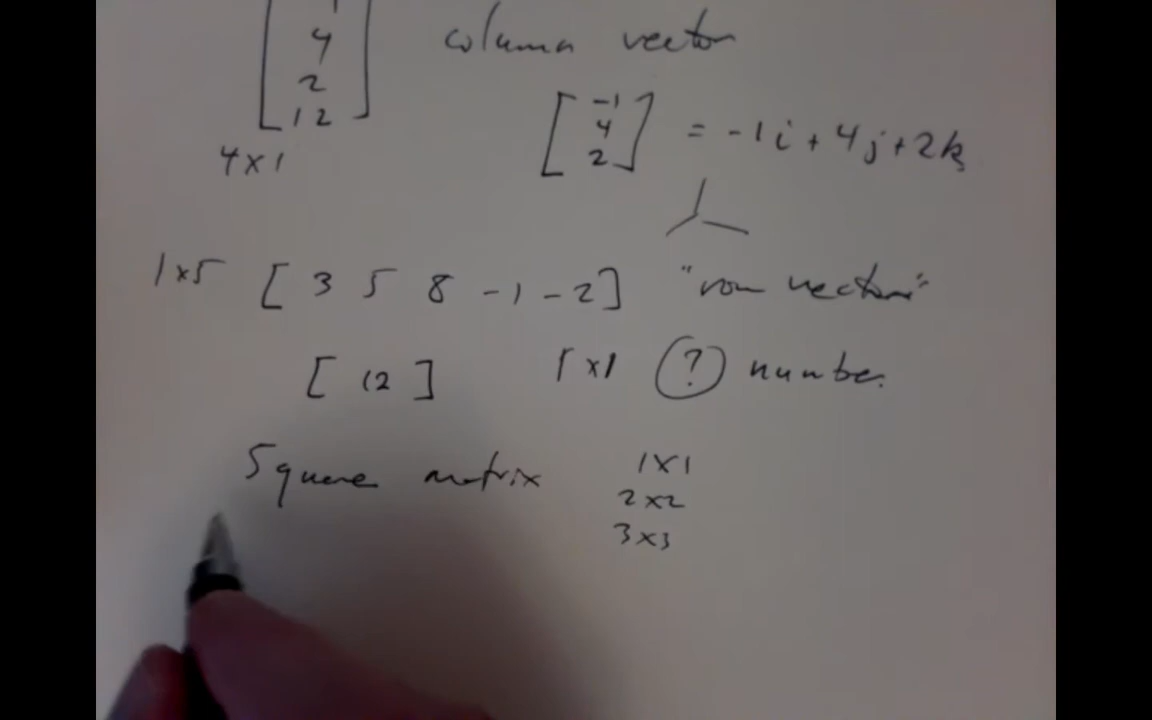 4 column vector
2
12
4x1
[ -1 4 2 ] = -1i + 4j + 2k
1x5 [ 3 5 8 -1 -2 ] "row vector"
[ 12 ] 1x1 ? number.
Square matrix 1x1
2x2
3x3